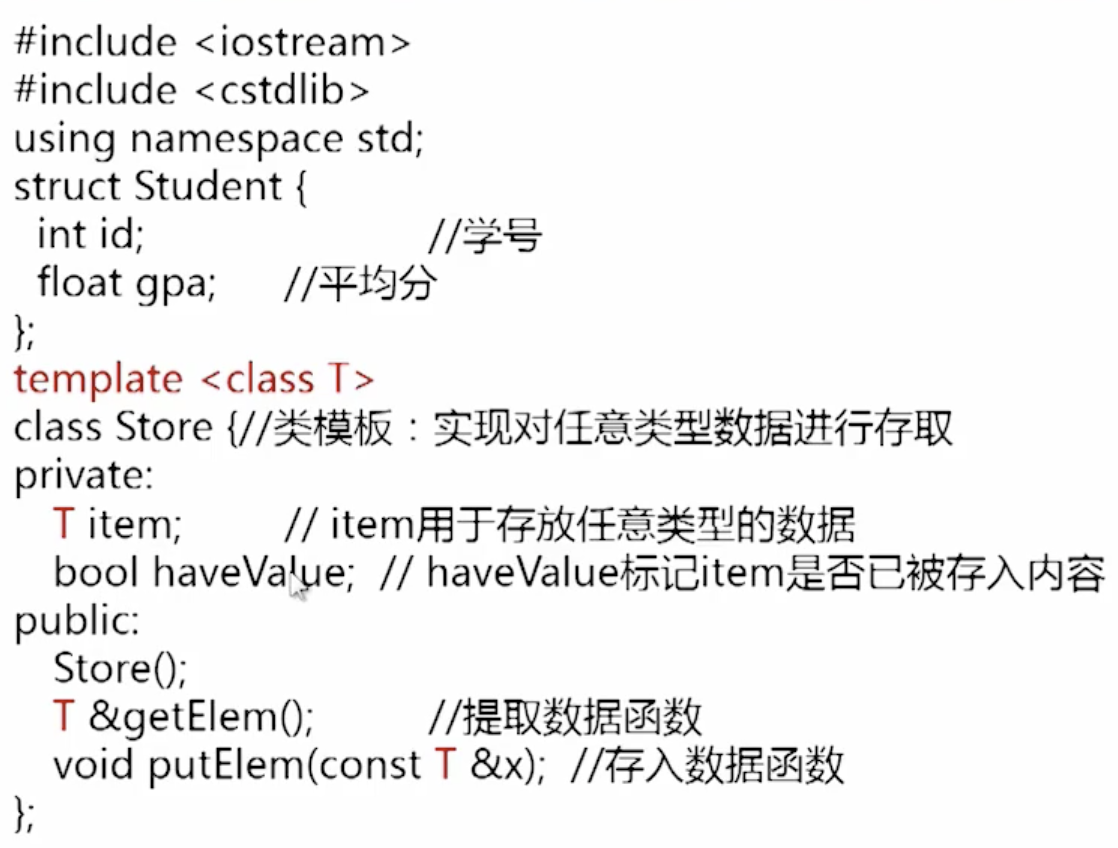 #include <iostream>
#include <cstdlib>
using namespace std;
struct Student {
  int id;                    //学号
  float gpa;     //平均分
};
template <class T>
class Store {//类模板：实现对任意类型数据进行存取
private:
   T item;       // item用于存放任意类型的数据
   bool haveValue;  // haveValue标记item是否已被存入内容
public:
   Store();
   T &getElem();        //提取数据函数
   void putElem(const T &x);  //存入数据函数
};